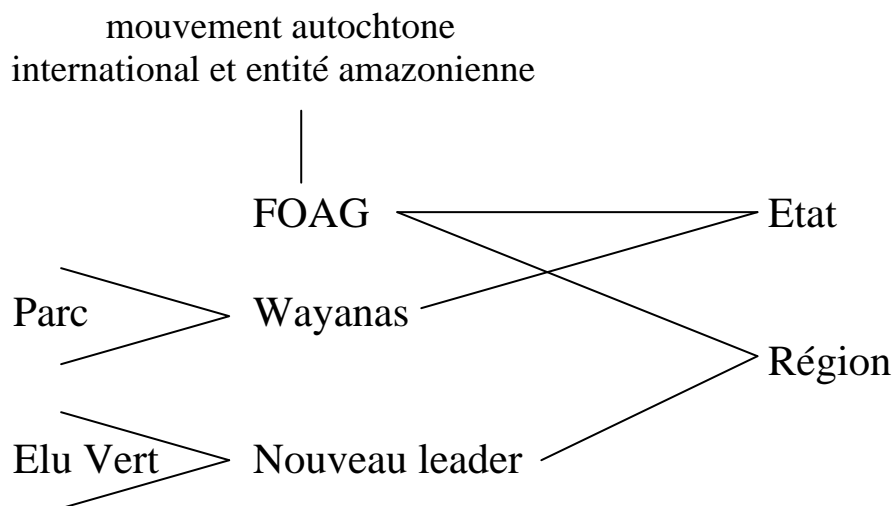 mouvement autochtone
international et entité amazonienne
FOAG
Etat
Parc
Wayanas
Région
Elu Vert
Nouveau leader